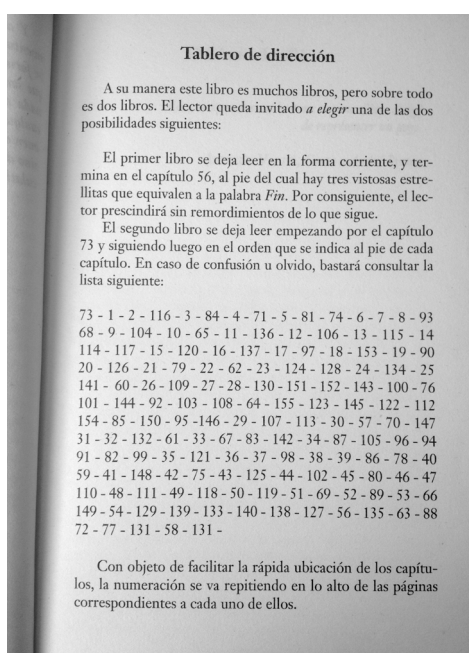 Tablero de dirección
A su manera este libro es muchos libros, pero sobre todo
es dos libros. El lector queda invitado a elegir una de las dos
posibilidades siguientes:
El primer libro se deja leer en la forma corriente, y ter-
mina en el capítulo 56, al pie del cual hay tres vistosas estre-
llitas que equivalen a la palabra Fin. Por consiguiente, el lec-
tor prescindirá sin remordimientos de lo que sigue.
El segundo libro se deja leer empezando por el capítulo
73 y siguiendo luego en el orden que se indica al pie de cada
capítulo. En caso de confusión u olvido, bastará consultar la
lista siguiente:
73 - 1 - 2 - 116 - 3 - 84 - 4 - 71 - 5 - 81 - 74 - 6 - 7 - 8 - 93
68 - 9 - 104 - 10 - 65 - 11 - 136 - 12 - 106 - 13 - 115 - 14
114 - 117 - 15 - 120 - 16 - 137 - 17 - 97 - 18 - 153 - 19 - 90
20 - 126 - 21 - 79 - 22 - 62 - 23 - 124 - 128 - 24 - 134 - 25
141 - 60 - 26 - 109 - 27 - 28 - 130 - 151 - 152 - 143 - 100 - 76
101 - 144 - 92 - 103 - 108 - 64 - 155 - 123 - 145 - 122 - 112
154 - 85 - 150 - 95 -146 - 29 - 107 - 113 - 30 - 57 - 70 - 147
31 - 32 - 132 - 61 - 33 - 67 - 83 - 142 - 34 - 87 - 105 - 96 - 94
91 - 82 - 99 - 35 - 121 - 36 - 37 - 98 - 38 - 39 - 86 - 78 - 40
59 - 41 - 148 - 42 - 75 - 43 - 125 - 44 - 102 - 45 - 80 - 46 - 47
110 - 48 - 111 - 49 - 118 - 50 - 119 - 51 - 69 - 52 - 89 - 53 - 66
149 - 54 - 129 - 139 - 133 - 140 - 138 - 127 - 56 - 135 - 63 - 88
72 - 77 - 131 - 58 - 131 -
Con objeto de facilitar la rápida ubicación de los capítu-
los, la numeración se va repitiendo en lo alto de las páginas
correspondientes a cada uno de ellos.